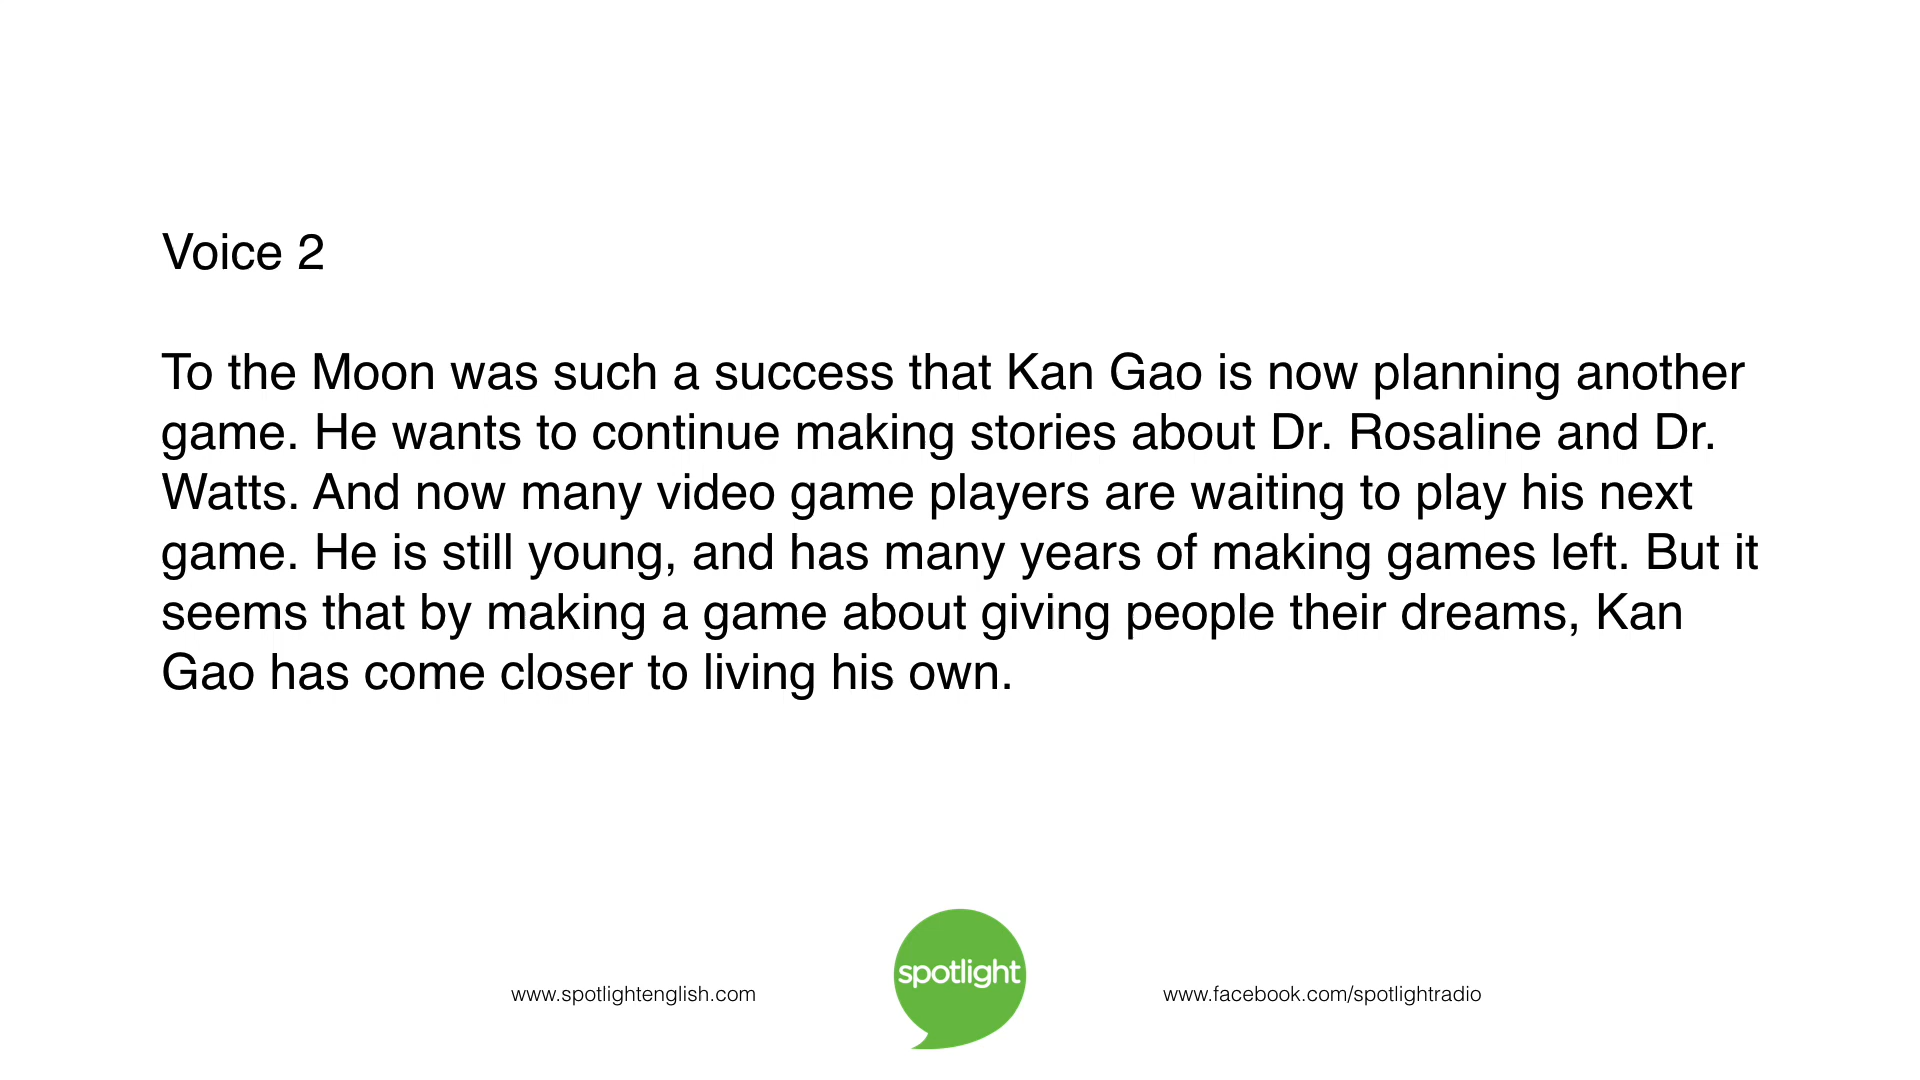 Voice 2
To the Moon was such a success that Kan Gao is now planning another
game. He wants to continue making stories about Dr. Rosaline and Dr.
Watts. And now many video game players are waiting to play his next
game. He is still young, and has many years of making games left. But it
seems that by making a game about giving people their dreams, Kan
Gao has come closer to living his own.
spotlight
www.spotlightenglish.com
www.facebook.com/spotlightradio